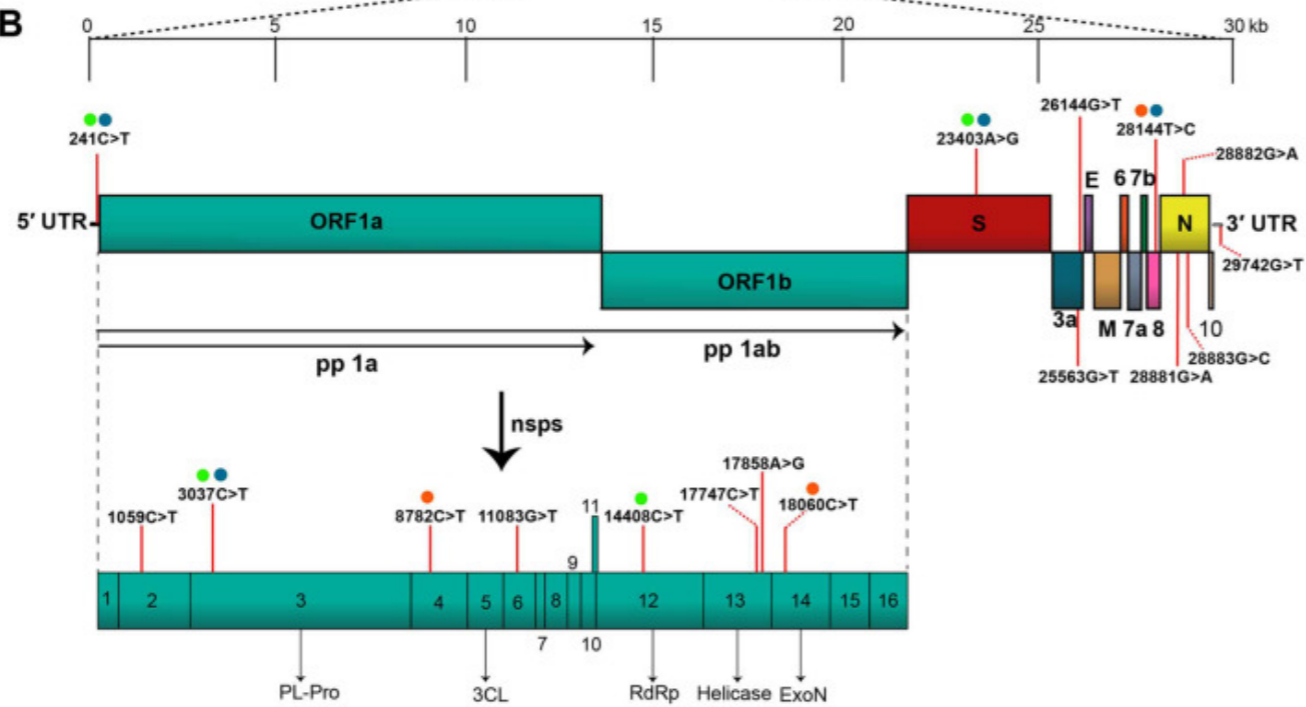 B
0 5 10 15 20 25 30 kb
26144G>T
241C>T 23403A>G 28144T>C
28882G>A
E 6 7b
5′ UTR ORF1a S N 3′ UTR
29742G>T
ORF1b
3a M 7a 8 10
pp 1a pp 1ab
28883G>C
25563G>T 28881G>A
nsps
17858A>G
3037C>T 17747C>T 18060C>T
1059C>T 8782C>T 11083G>T 11 14408C>T
9
1 2 3 4 5 6 8 12 13 14 15 16
7 10
PL-Pro 3CL RdRp Helicase ExoN